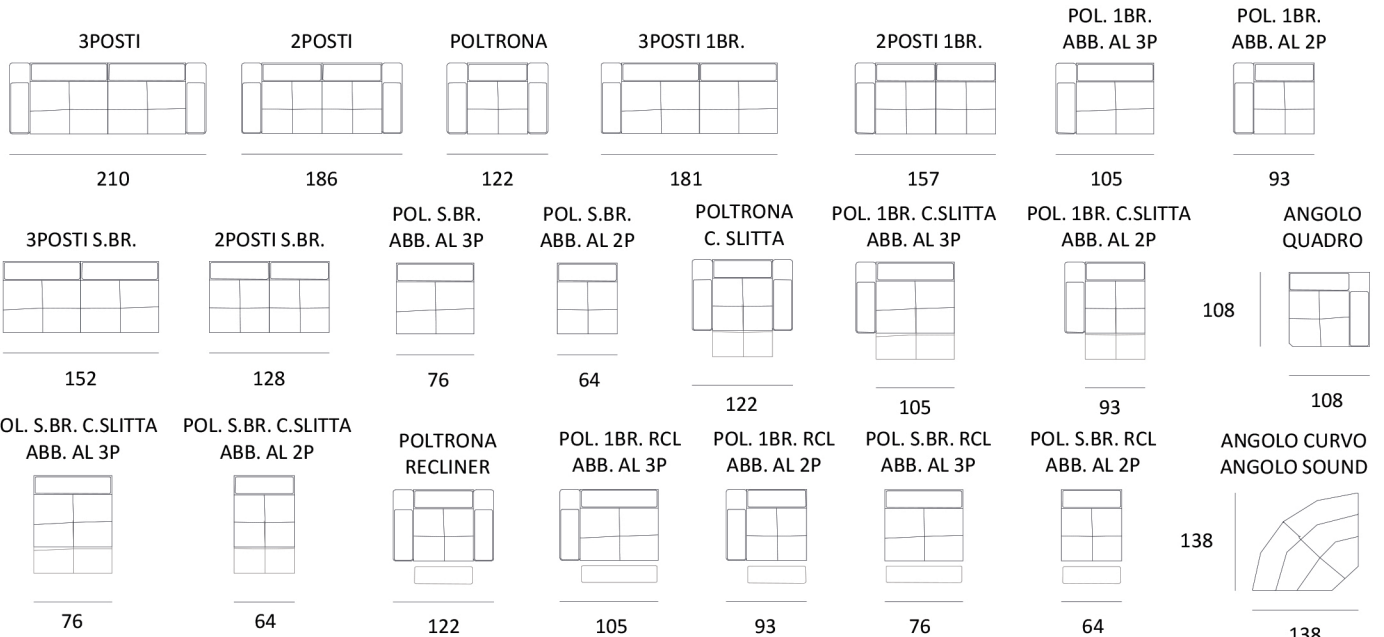 3POSTI
210
2POSTI
186
POLTRONA
122
3POSTI 1BR.
181
2POSTI 1BR.
157
POL. 1BR.
ABB. AL 3P
105
POL. 1BR.
ABB. AL 2P
93
3POSTI S.BR.
152
2POSTI S.BR.
128
POL. S.BR.
ABB. AL 3P
76
POL. S.BR.
ABB. AL 2P
64
POLTRONA
C. SLITTA
122
POL. 1BR. C.SLITTA
ABB. AL 3P
105
POL. 1BR. C.SLITTA
ABB. AL 2P
93
ANGOLO
QUADRO
108
108
OL. S.BR. C.SLITTA
ABB. AL 3P
76
POL. S.BR. C.SLITTA
ABB. AL 2P
64
POLTRONA
RECLINER
122
POL. 1BR. RCL
ABB. AL 3P
105
POL. 1BR. RCL
ABB. AL 2P
93
POL. S.BR. RCL
ABB. AL 3P
76
POL. S.BR. RCL
ABB. AL 2P
64
ANGOLO CURVO
ANGOLO SOUND
138
138